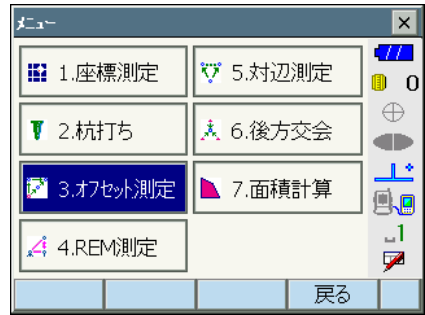 ﾒﾆｭｰ
1.座標測定
5.対辺測定
0
2.杭打ち
6.後方交会
3.ｵﾌｾｯﾄ測定
7.面積計算
4.REM測定
1
戻る